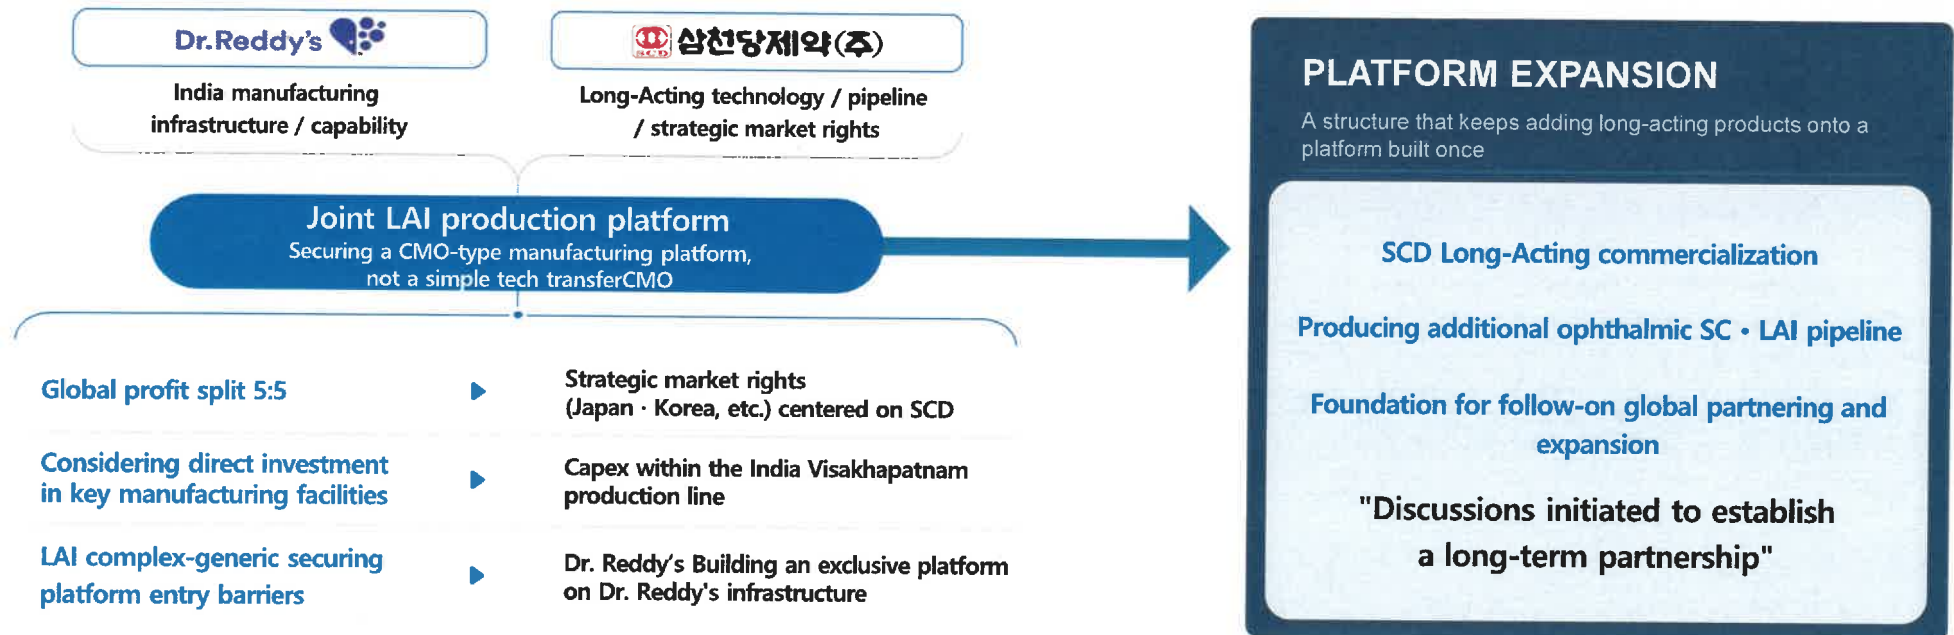 Dr.Reddy's
SCD 삼천당제약(주)
India manufacturing
infrastructure / capability
Long-Acting technology / pipeline
/ strategic market rights
Joint LAI production platform
Securing a CMO-type manufacturing platform,
not a simple tech transferCMO
Global profit split 5:5
Strategic market rights
(Japan · Korea, etc.) centered on SCD
Considering direct investment
in key manufacturing facilities
Capex within the India Visakhapatnam
production line
LAI complex-generic securing
platform entry barriers
Dr. Reddy's Building an exclusive platform
on Dr. Reddy's infrastructure
PLATFORM EXPANSION
A structure that keeps adding long-acting products onto a
platform built once
SCD Long-Acting commercialization
Producing additional ophthalmic SC • LAI pipeline
Foundation for follow-on global partnering and
expansion
"Discussions initiated to establish
a long-term partnership"